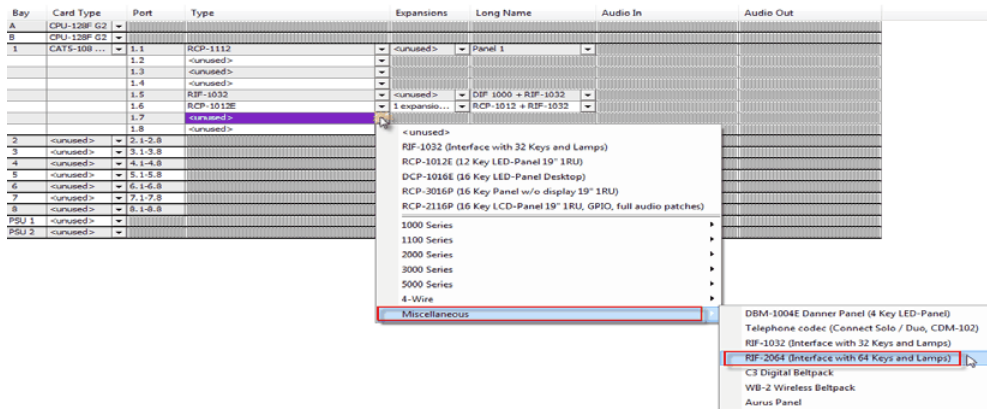 Bay Card Type Port Type Expansions Long Name Audio In Audio Out
A CPU-128F G2
B CPU-128F G2
1 CAT5-108 ... 1.1 RCP-1112 <unused> Panel 1
1.2 <unused>
1.3 <unused>
1.4 <unused>
1.5 RIF-1032 <unused> DIF 1000 + RIF-1032
1.6 RCP-1012E 1 expansio... RCP-1012 + RIF-1032
1.7 <unused>
1.8 <unused>
2 <unused> 2.1-2.8
3 <unused> 3.1-3.8
4 <unused> 4.1-4.8
5 <unused> 5.1-5.8
6 <unused> 6.1-6.8
7 <unused> 7.1-7.8
8 <unused> 8.1-8.8
PSU 1 <unused>
PSU 2 <unused>
<unused>
RIF-1032 (Interface with 32 Keys and Lamps)
RCP-1012E (12 Key LED-Panel 19" 1RU)
DCP-1016E (16 Key LED-Panel Desktop)
RCP-3016P (16 Key Panel w/o display 19" 1RU)
RCP-2116P (16 Key LCD-Panel 19" 1RU, GPIO, full audio patches)
1000 Series
1100 Series
2000 Series
3000 Series
5000 Series
4-Wire
Miscellaneous
DBM-1004E Danner Panel (4 Key LED-Panel)
Telephone codec (Connect Solo / Duo, CDM-102)
RIF-1032 (Interface with 32 Keys and Lamps)
RIF-2064 (Interface with 64 Keys and Lamps)
C3 Digital Beltpack
WB-2 Wireless Beltpack
Aurus Panel